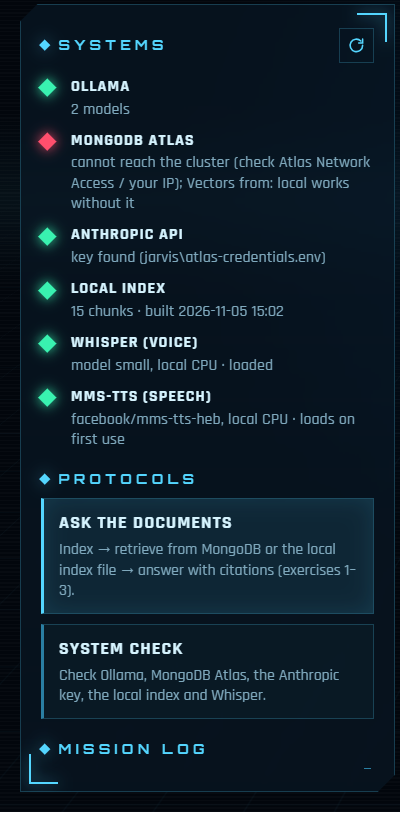 SYSTEMS
OLLAMA
2 models
MONGODB ATLAS
cannot reach the cluster (check Atlas Network
Access / your IP); Vectors from: local works
without it
ANTHROPIC API
key found (jarvis\atlas-credentials.env)
LOCAL INDEX
15 chunks · built 2026-11-05 15:02
WHISPER (VOICE)
model small, local CPU · loaded
MMS-TTS (SPEECH)
facebook/mms-tts-heb, local CPU · loads on
first use
PROTOCOLS
ASK THE DOCUMENTS
Index → retrieve from MongoDB or the local
index file → answer with citations (exercises 1–
3).
SYSTEM CHECK
Check Ollama, MongoDB Atlas, the Anthropic
key, the local index and Whisper.
MISSION LOG
–